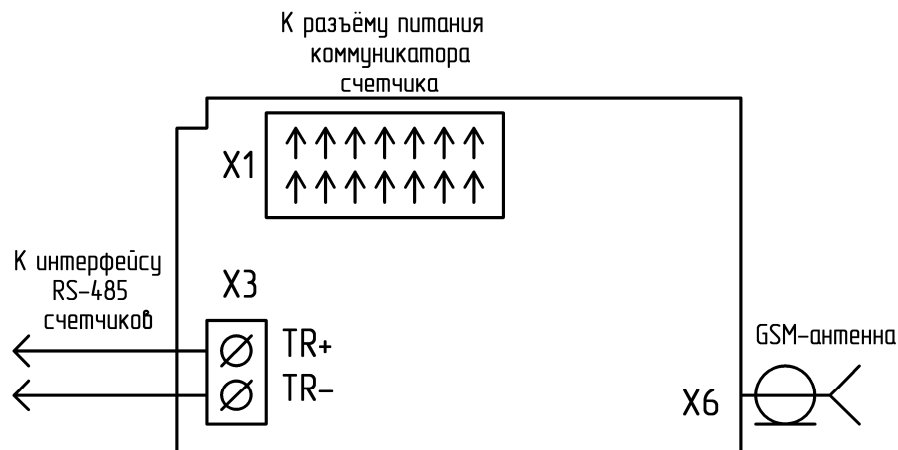 К разъёму питания
коммуникатора
счетчика
X1
К интерфейсу
RS-485
счетчиков
X3
TR+
TR-
GSM-антенна
X6